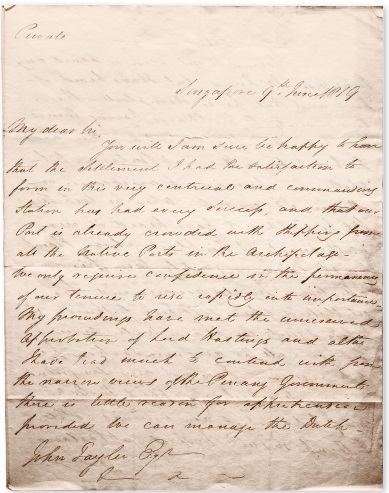 Private
Singapore 9th June 1819
My dear Sir,
You will I am sure be happy to hear
that the Settlement I had the satisfaction to
form in this very centrical and commanding
Station has had every success, and that our
Port is already crowded with Shipping from
all the Native Ports in the Archipelago.
We only require confidence in the permanency
of our tenure to rise rapidly into importance
My proceedings have met the unreserved
Approbation of Lord Hastings and altho
I have had much to contend with from
the narrow views of the Penang Government
there is little reason for apprehension
provided we can manage the Dutch
John Tayler Esqr